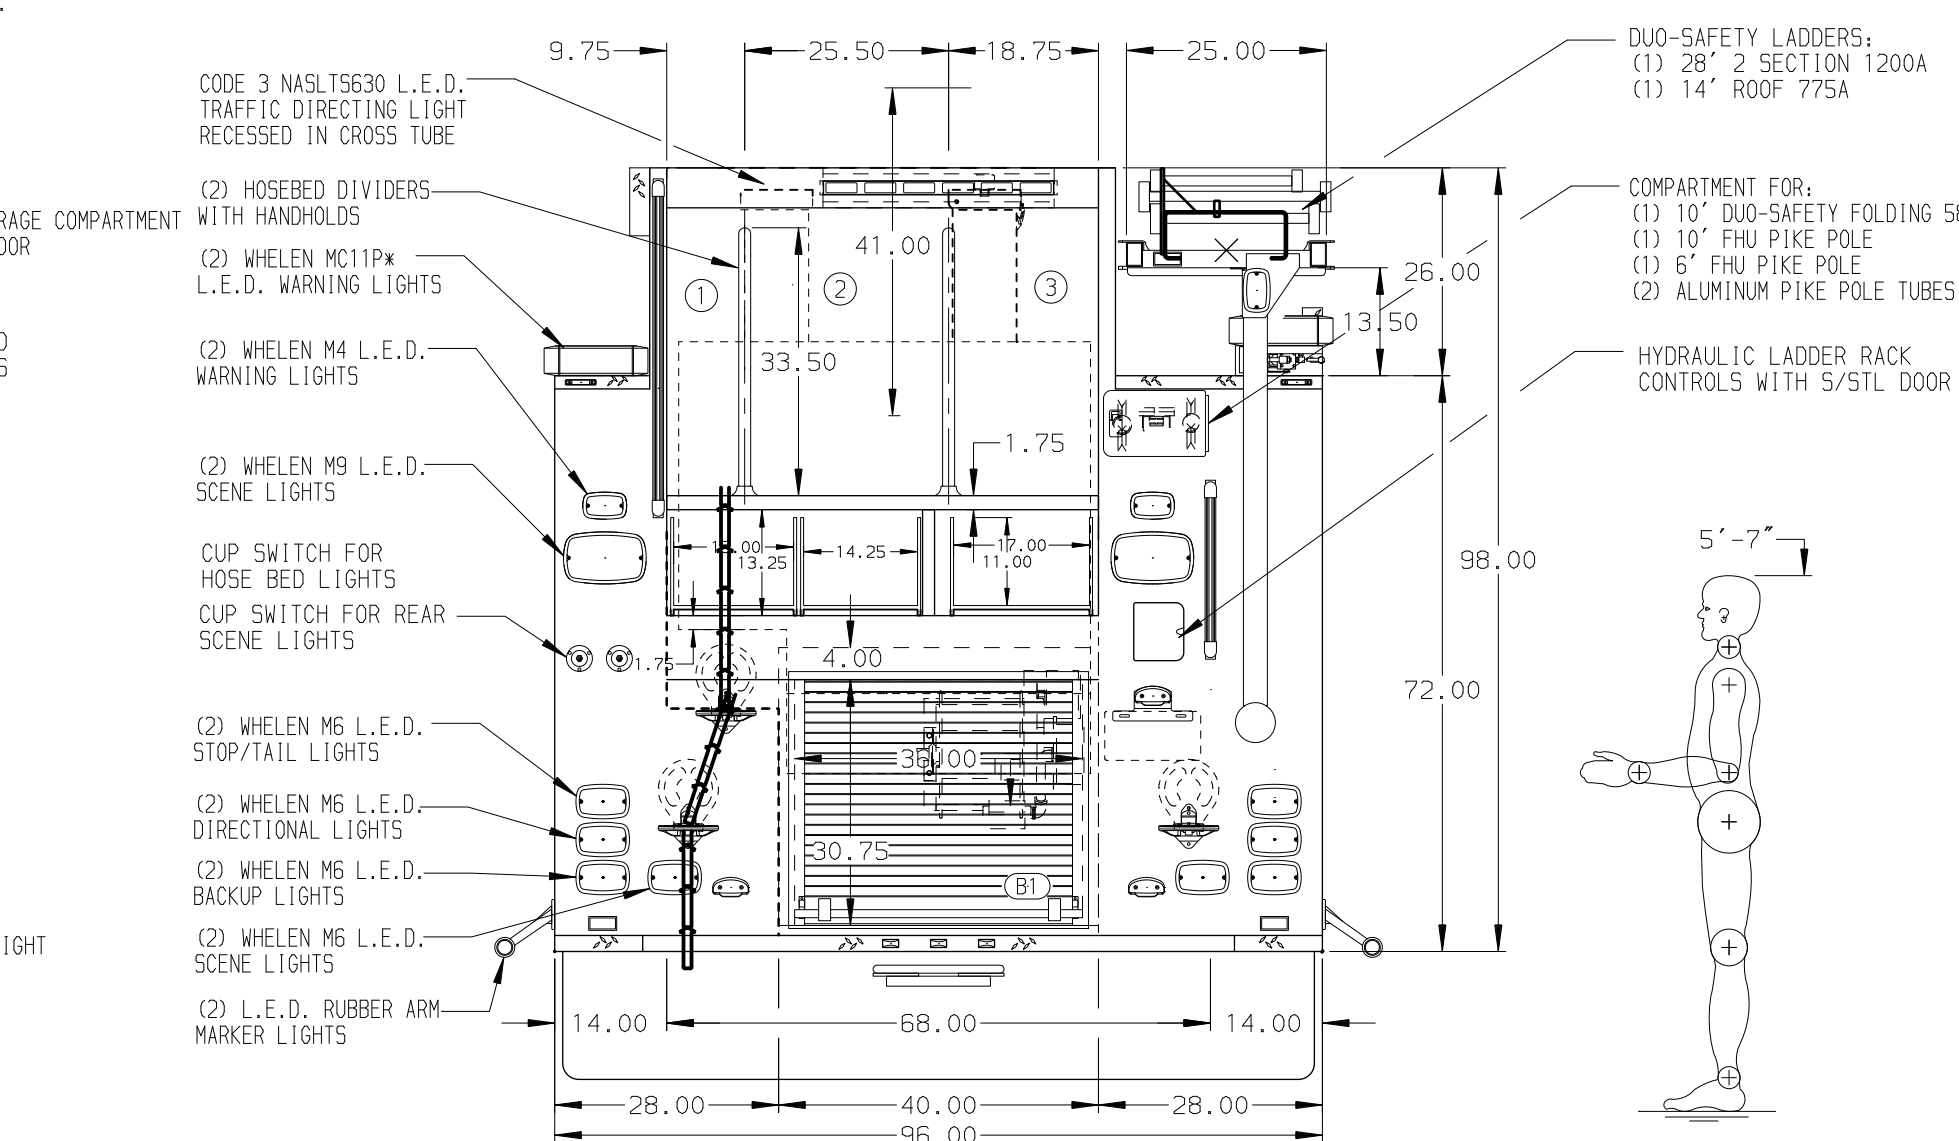 9.75
25.50
18.75
25.00
CODE 3 NASLTS630 L.E.D.
TRAFFIC DIRECTING LIGHT
RECESSED IN CROSS TUBE
(2) HOSEBED DIVIDERS
WITH HANDHOLDS
(2) WHELEN MC11P*
L.E.D. WARNING LIGHTS
(2) WHELEN M4 L.E.D.
WARNING LIGHTS
(2) WHELEN M9 L.E.D.
SCENE LIGHTS
CUP SWITCH FOR
HOSE BED LIGHTS
CUP SWITCH FOR REAR
SCENE LIGHTS
(2) WHELEN M6 L.E.D.
STOP/TAIL LIGHTS
(2) WHELEN M6 L.E.D.
DIRECTIONAL LIGHTS
(2) WHELEN M6 L.E.D.
BACKUP LIGHTS
(2) WHELEN M6 L.E.D.
SCENE LIGHTS
(2) L.E.D. RUBBER ARM
MARKER LIGHTS
COMPARTMENT
IGHT
DUO-SAFETY LADDERS:
(1) 28' 2 SECTION 1200A
(1) 14' ROOF 775A
COMPARTMENT FOR:
(1) 10' DUO-SAFETY FOLDING
(1) 10' FHU PIKE POLE
(1) 6' FHU PIKE POLE
(2) ALUMINUM PIKE POLE TUBES
HYDRAULIC LADDER RACK
CONTROLS WITH S/STL DOOR
1
2
3
41.00
33.50
26.00
13.50
1.75
13.25
14.25
17.00
11.00
98.00
72.00
5'-7"
1.75
4.00
30.75
B1
14.00
68.00
14.00
28.00
40.00
28.00
96.00